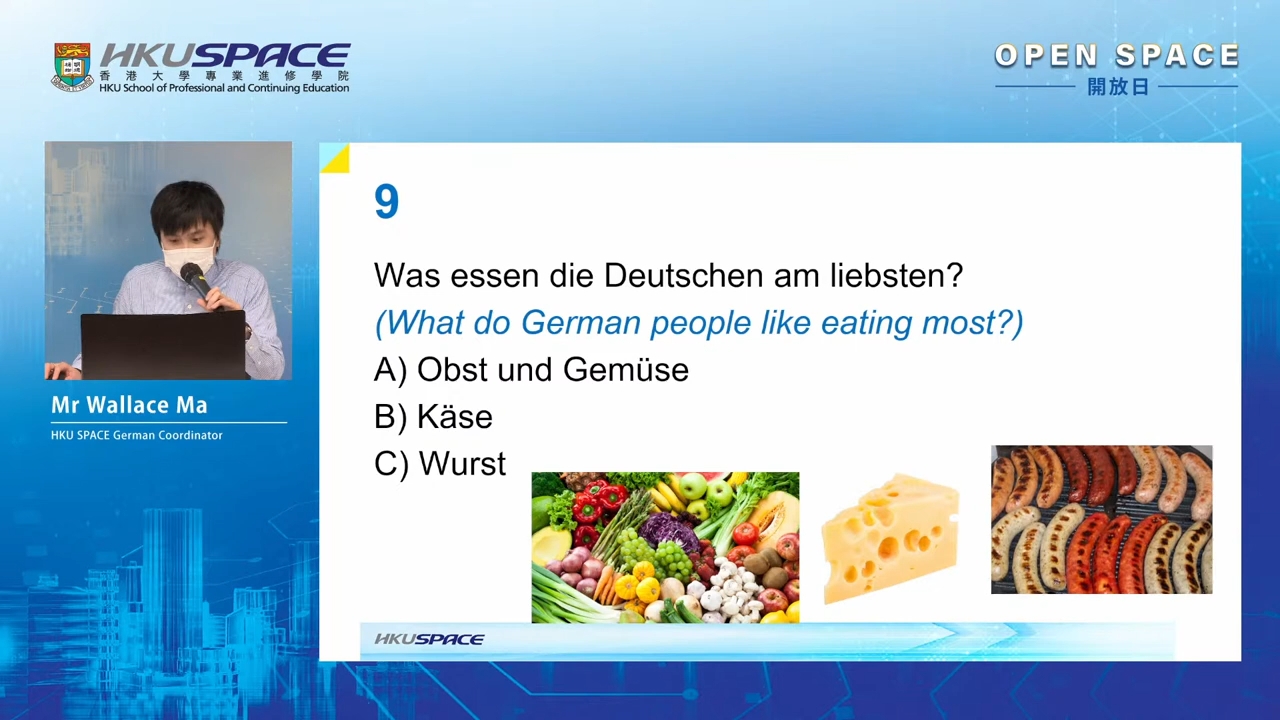 HKUSPACE
香港大學專業進修學院
HKU School of Professional and Continuing Education
OPEN SPACE
開放日
Mr Wallace Ma
HKU SPACE German Coordinator
9
Was essen die Deutschen am liebsten?
(What do German people like eating most?)
A) Obst und Gemüse
B) Käse
C) Wurst
HKUSPACE